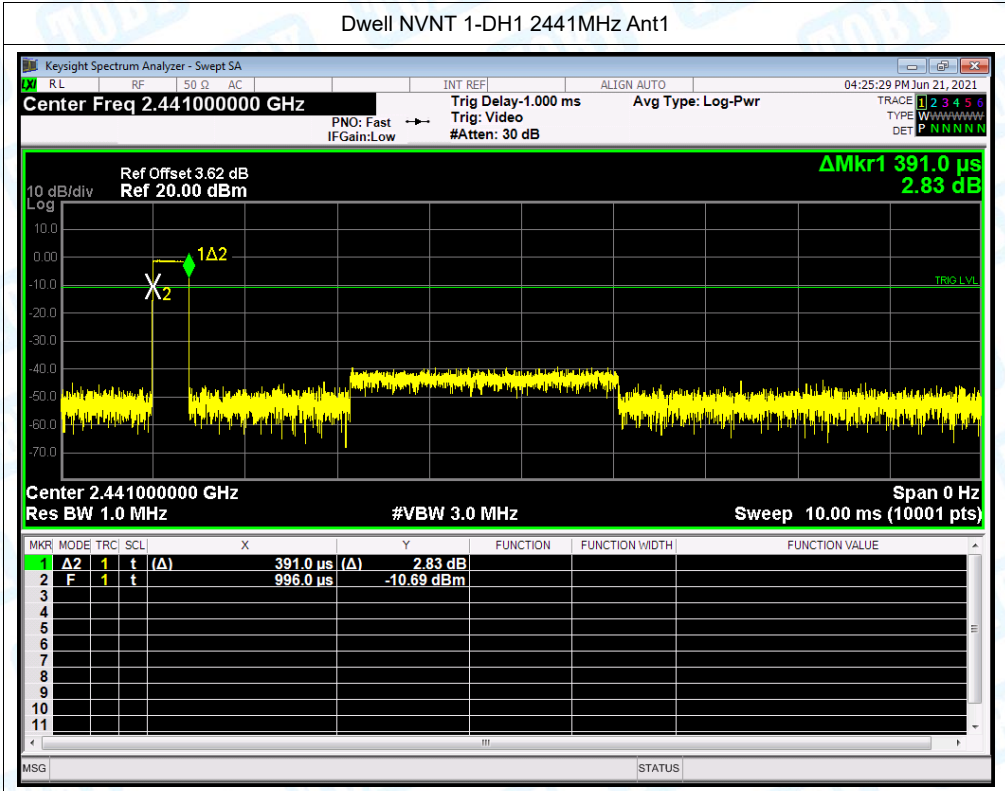 Dwell NVNT 1-DH1 2441MHz Ant1
Keysight Spectrum Analyzer - Swept SA
LXI RL RF 50 Ω AC INT REF ALIGN AUTO 04:25:29 PM Jun 21, 2021
Center Freq 2.441000000 GHz
PNO: Fast
IFGain:Low
Trig Delay-1.000 ms
Trig: Video
#Atten: 30 dB
Avg Type: Log-Pwr
TRACE 1 2 3 4 5 6
TYPE WWWWWWW
DET P N N N N N
ΔMkr1 391.0 µs
2.83 dB
Ref Offset 3.62 dB
10 dB/div Ref 20.00 dBm
Log
10.0
0.00
-10.0
-20.0
-30.0
-40.0
-50.0
-60.0
-70.0
1Δ2
X2
TRIG LVL
Center 2.441000000 GHz Span 0 Hz
Res BW 1.0 MHz #VBW 3.0 MHz Sweep 10.00 ms (10001 pts)
MKR MODE TRC SCL X Y FUNCTION FUNCTION WIDTH FUNCTION VALUE
1 Δ2 1 t (Δ) 391.0 µs (Δ) 2.83 dB
2 F 1 t 996.0 µs -10.69 dBm
3
4
5
6
7
8
9
10
11
MSG STATUS